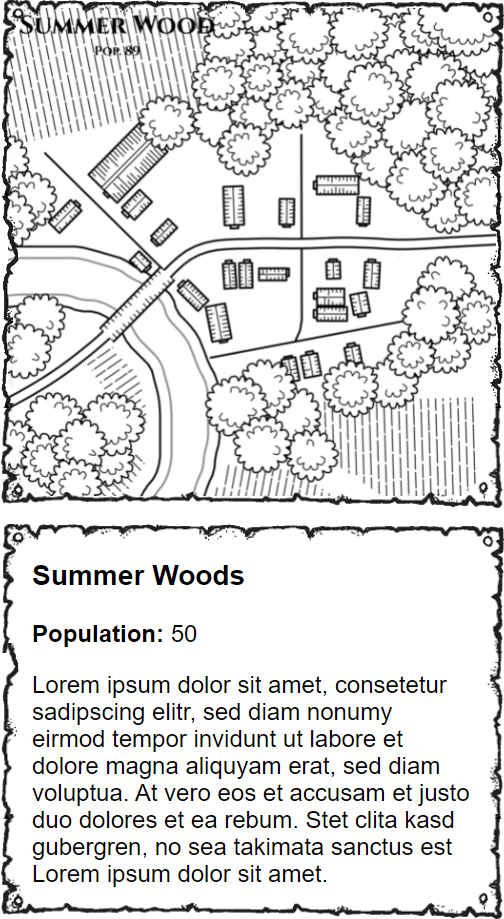 Summer Wood
Pop. 89
Summer Woods
Population: 50
Lorem ipsum dolor sit amet, consetetur
sadipscing elitr, sed diam nonumy
eirmod tempor invidunt ut labore et
dolore magna aliquyam erat, sed diam
voluptua. At vero eos et accusam et justo
duo dolores et ea rebum. Stet clita kasd
gubergren, no sea takimata sanctus est
Lorem ipsum dolor sit amet.